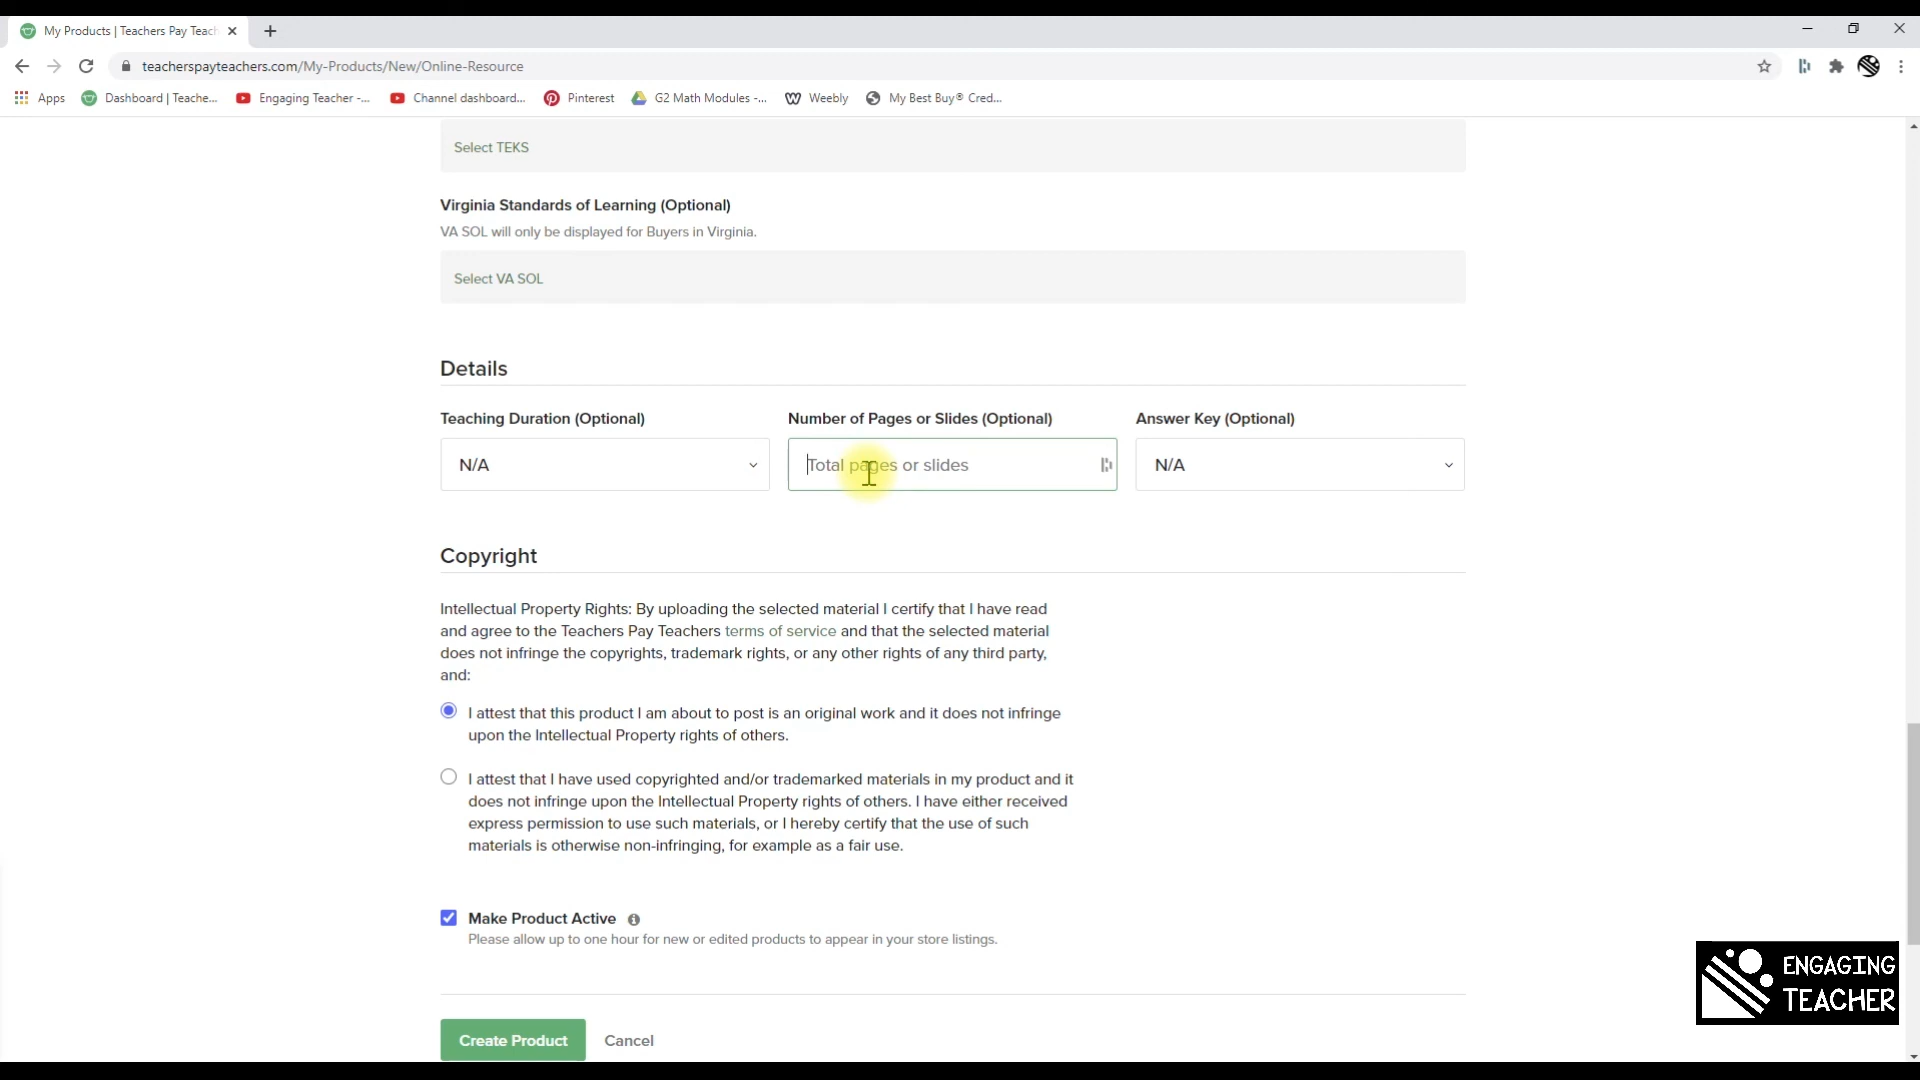 My Products | Teachers Pay Teach
teacherspayteachers.com/My-Products/New/Online-Resource
Apps
Dashboard | Teache...
Engaging Teacher -...
Channel dashboard...
Pinterest
G2 Math Modules -...
Weebly
My Best Buy® Cred...
Select TEKS
Virginia Standards of Learning (Optional)
VA SOL will only be displayed for Buyers in Virginia.
Select VA SOL
Details
Teaching Duration (Optional)
Number of Pages or Slides (Optional)
Answer Key (Optional)
N/A
Total pages or slides
N/A
Copyright
Intellectual Property Rights: By uploading the selected material I certify that I have read
and agree to the Teachers Pay Teachers terms of service and that the selected material
does not infringe the copyrights, trademark rights, or any other rights of any third party,
and:
I attest that this product I am about to post is an original work and it does not infringe
upon the Intellectual Property rights of others.
I attest that I have used copyrighted and/or trademarked materials in my product and it
does not infringe upon the Intellectual Property rights of others. I have either received
express permission to use such materials, or I hereby certify that the use of such
materials is otherwise non-infringing, for example as a fair use.
Make Product Active
Please allow up to one hour for new or edited products to appear in your store listings.
ENGAGING
TEACHER
Create Product
Cancel